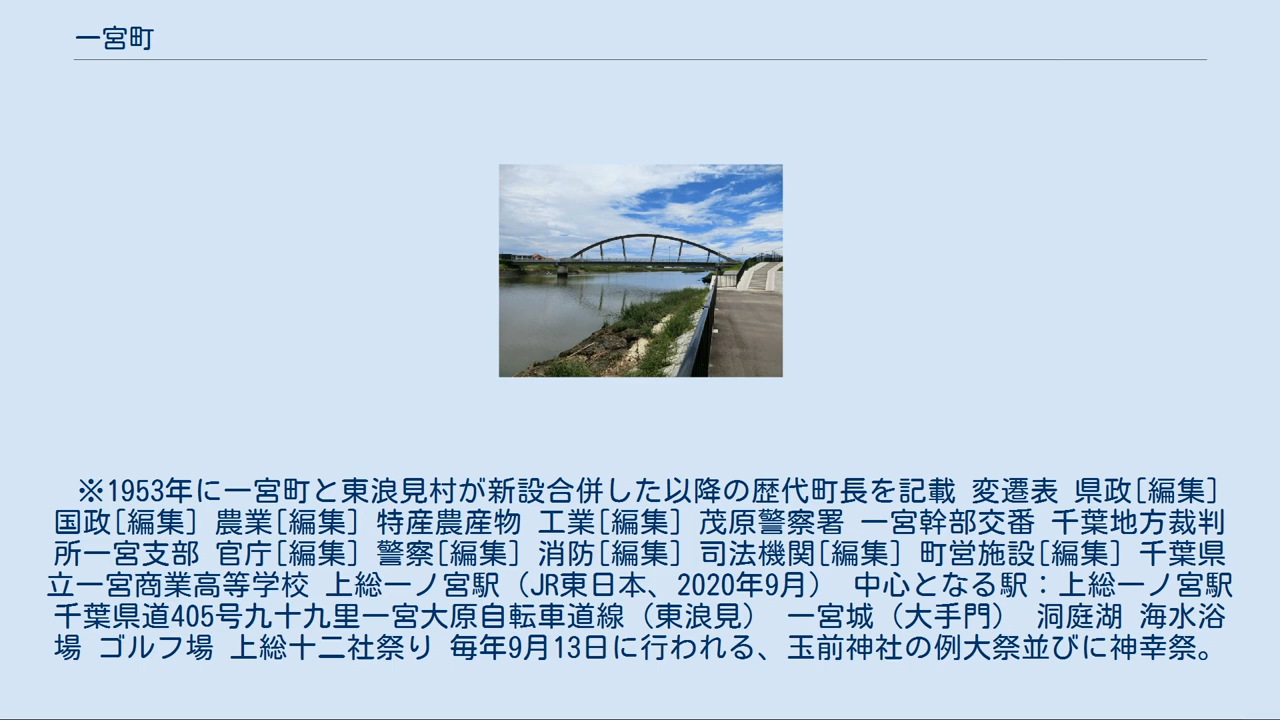 一宮町
※1953年に一宮町と東浪見村が新設合併した以降の歴代町長を記載 変遷表 県政[編集]
国政[編集] 農業[編集] 特産農産物 工業[編集] 茂原警察署 一宮幹部交番 千葉地方裁判
所一宮支部 官庁[編集] 警察[編集] 消防[編集] 司法機関[編集] 町営施設[編集] 千葉県
立一宮商業高等学校 上総一ノ宮駅（JR東日本、2020年9月） 中心となる駅：上総一ノ宮駅
千葉県道405号九十九里一宮大原自転車道線（東浪見） 一宮城（大手門） 洞庭湖 海水浴
場 ゴルフ場 上総十二社祭り 毎年9月13日に行われる、玉前神社の例大祭並びに神幸祭。